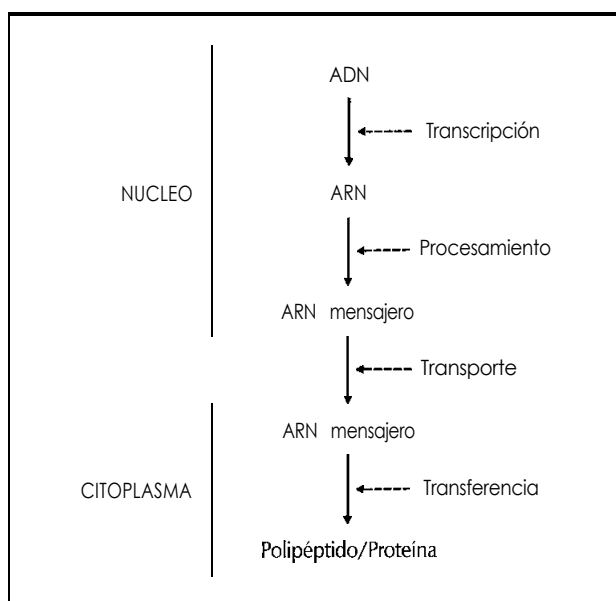 ADN
Transcripción
NUCLEO
ARN
Procesamiento
ARN mensajero
Transporte
ARN mensajero
CITOPLASMA
Transferencia
Polipéptido/Proteína